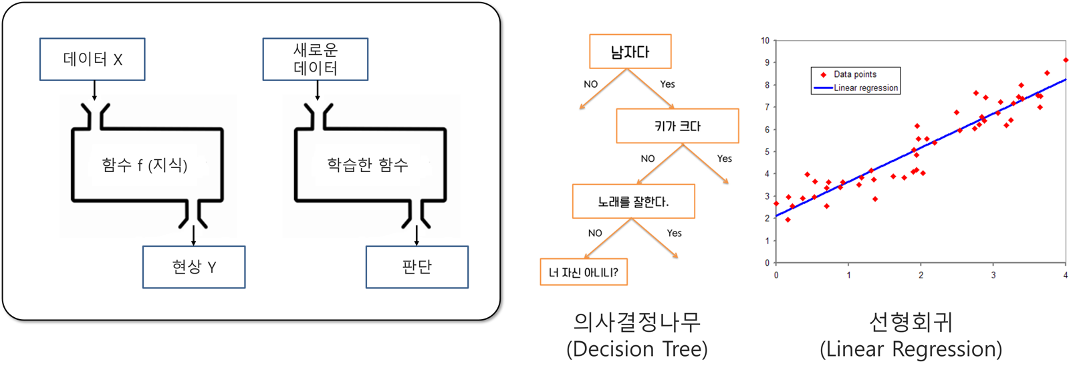 데이터 X
함수 f (지식)
현상 Y
새로운
데이터
학습한 함수
판단
남자다
NO
Yes
키가 크다
NO
Yes
노래를 잘한다.
NO
Yes
너 자신 아니니?
의사결정나무
(Decision Tree)
10
9
8
7
6
5
4
3
2
1
0
Data points
Linear regression
0
1
2
3
4
선형회귀
(Linear Regression)